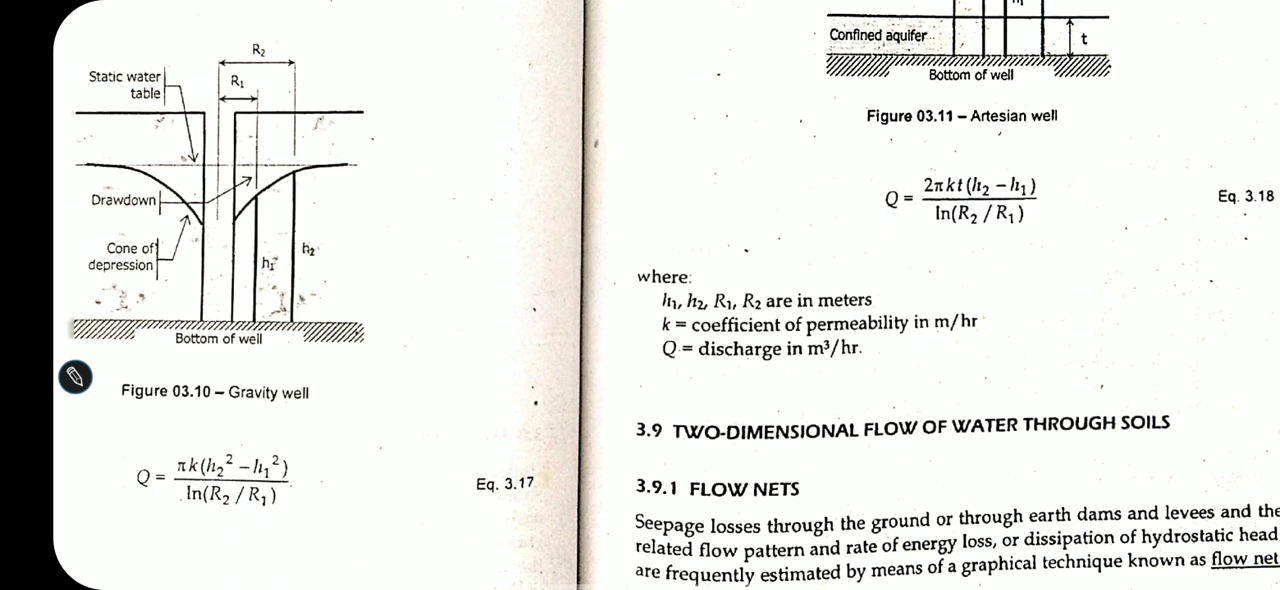 R₂
Static water
table
R₁
Drawdown
Cone of
depression
h₁
h₂
Bottom of well
Figure 03.10 – Gravity well
Q = πk(h₂² – h₁²) / ln(R₂ / R₁)
Eq. 3.17
Confined aquifer
t
Bottom of well
Figure 03.11 – Artesian well
Q = 2πkt(h₂ – h₁) / ln(R₂ / R₁)
Eq. 3.18
where:
h₁, h₂, R₁, R₂ are in meters
k = coefficient of permeability in m/hr
Q = discharge in m³/hr.
3.9 TWO-DIMENSIONAL FLOW OF WATER THROUGH SOILS
3.9.1 FLOW NETS
Seepage losses through the ground or through earth dams and levees and the
related flow pattern and rate of energy loss, or dissipation of hydrostatic head
are frequently estimated by means of a graphical technique known as flow net